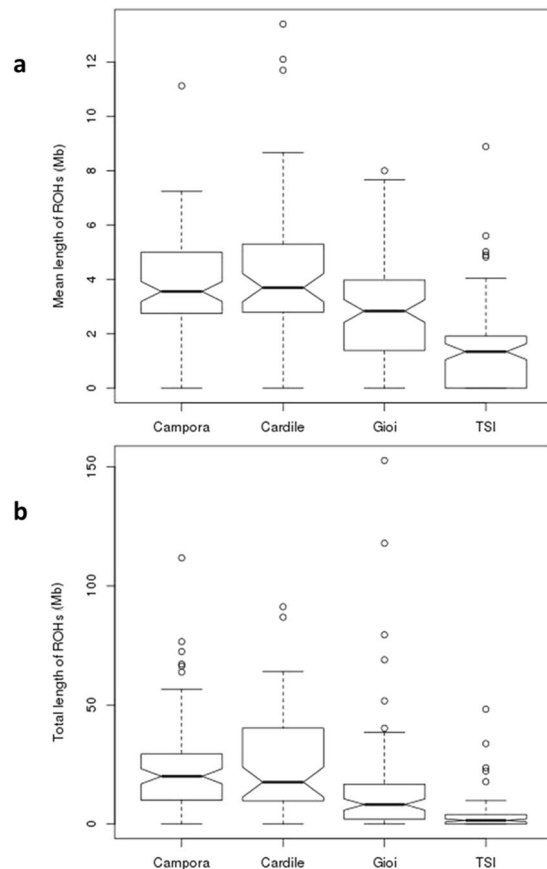 a
Mean length of ROHs (Mb)
12
10
8
6
4
2
0
Campora Cardile Gioi TSI
b
Total length of ROHs (Mb)
150
100
50
0
Campora Cardile Gioi TSI